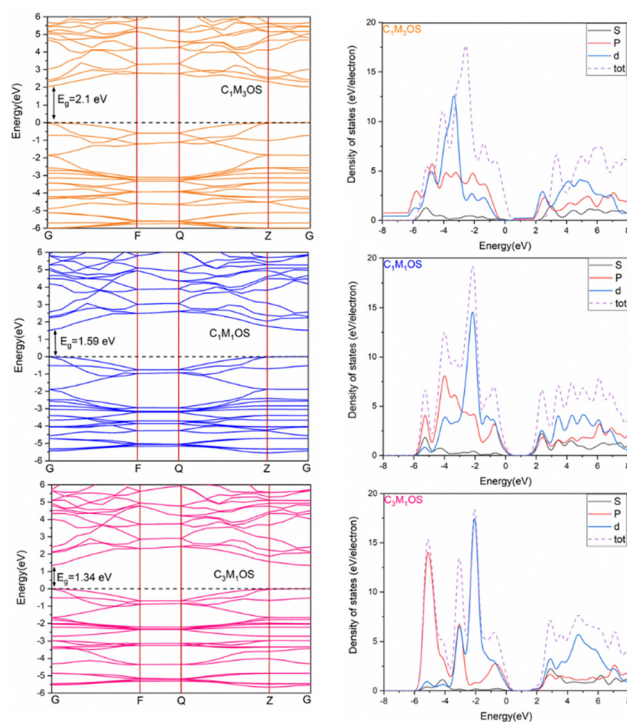 6
5
4
3
2
1
0
-1
-2
-3
-4
-5
-6
Energy(eV)
E_g=2.1 eV
C₁M₃OS
G F Q Z G
20
15
10
5
0
Density of states (eV/electron)
C₁M₃OS
S
P
d
tot
-8 -6 -4 -2 0 2 4 6 8
Energy(eV)
6
5
4
3
2
1
0
-1
-2
-3
-4
-5
-6
Energy(eV)
E_g=1.59 eV
C₁M₁OS
G F Q Z G
20
15
10
5
0
Density of states (eV/electron)
C₁M₁OS
S
P
d
tot
-8 -6 -4 -2 0 2 4 6 8
Energy(eV)
6
5
4
3
2
1
0
-1
-2
-3
-4
-5
-6
Energy(eV)
E_g=1.34 eV
C₃M₁OS
G F Q Z G
20
15
10
5
0
Density of states (eV/electron)
C₃M₁OS
S
P
d
tot
-8 -6 -4 -2 0 2 4 6 8
Energy(eV)